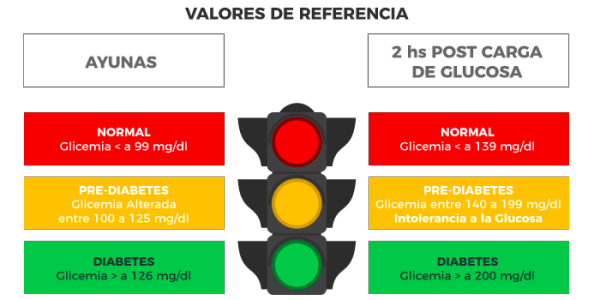 VALORES DE REFERENCIA
AYUNAS
2 hs POST CARGA
DE GLUCOSA
NORMAL
Glicemia < a 99 mg/dl
NORMAL
Glicemia < a 139 mg/dl
PRE-DIABETES
Glicemia Alterada
entre 100 a 125 mg/dl
PRE-DIABETES
Glicemia entre 140 a 199 mg/dl
Intolerancia a la Glucosa
DIABETES
Glicemia > a 126 mg/dl
DIABETES
Glicemia > a 200 mg/dl